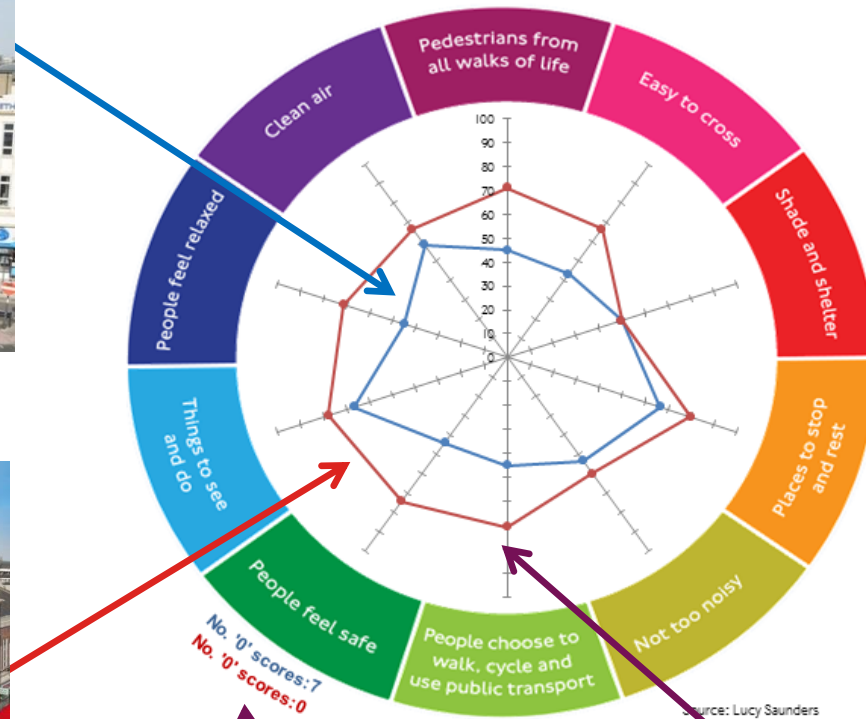 Pedestrians from
all walks of life
Easy to cross
Shade and shelter
Places to stop
and rest
Not too noisy
People choose to
walk, cycle and
use public transport
People feel safe
Things to see
and do
People feel relaxed
Clean air
100
90
80
70
60
50
40
30
20
10
0
No. '0' scores:7
No. '0' scores:0
Source: Lucy Saunders